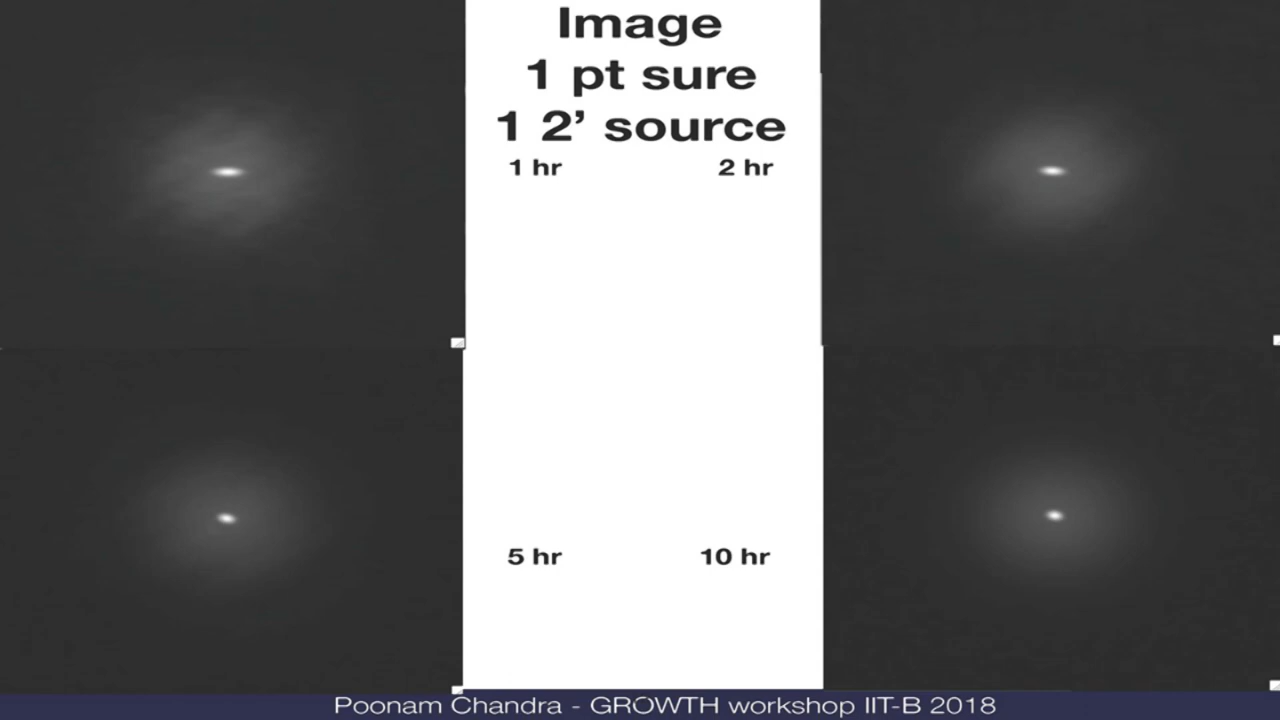 Image
1 pt sure
1 2’ source
1 hr 2 hr
5 hr 10 hr
Poonam Chandra - GROWTH workshop IIT-B 2018